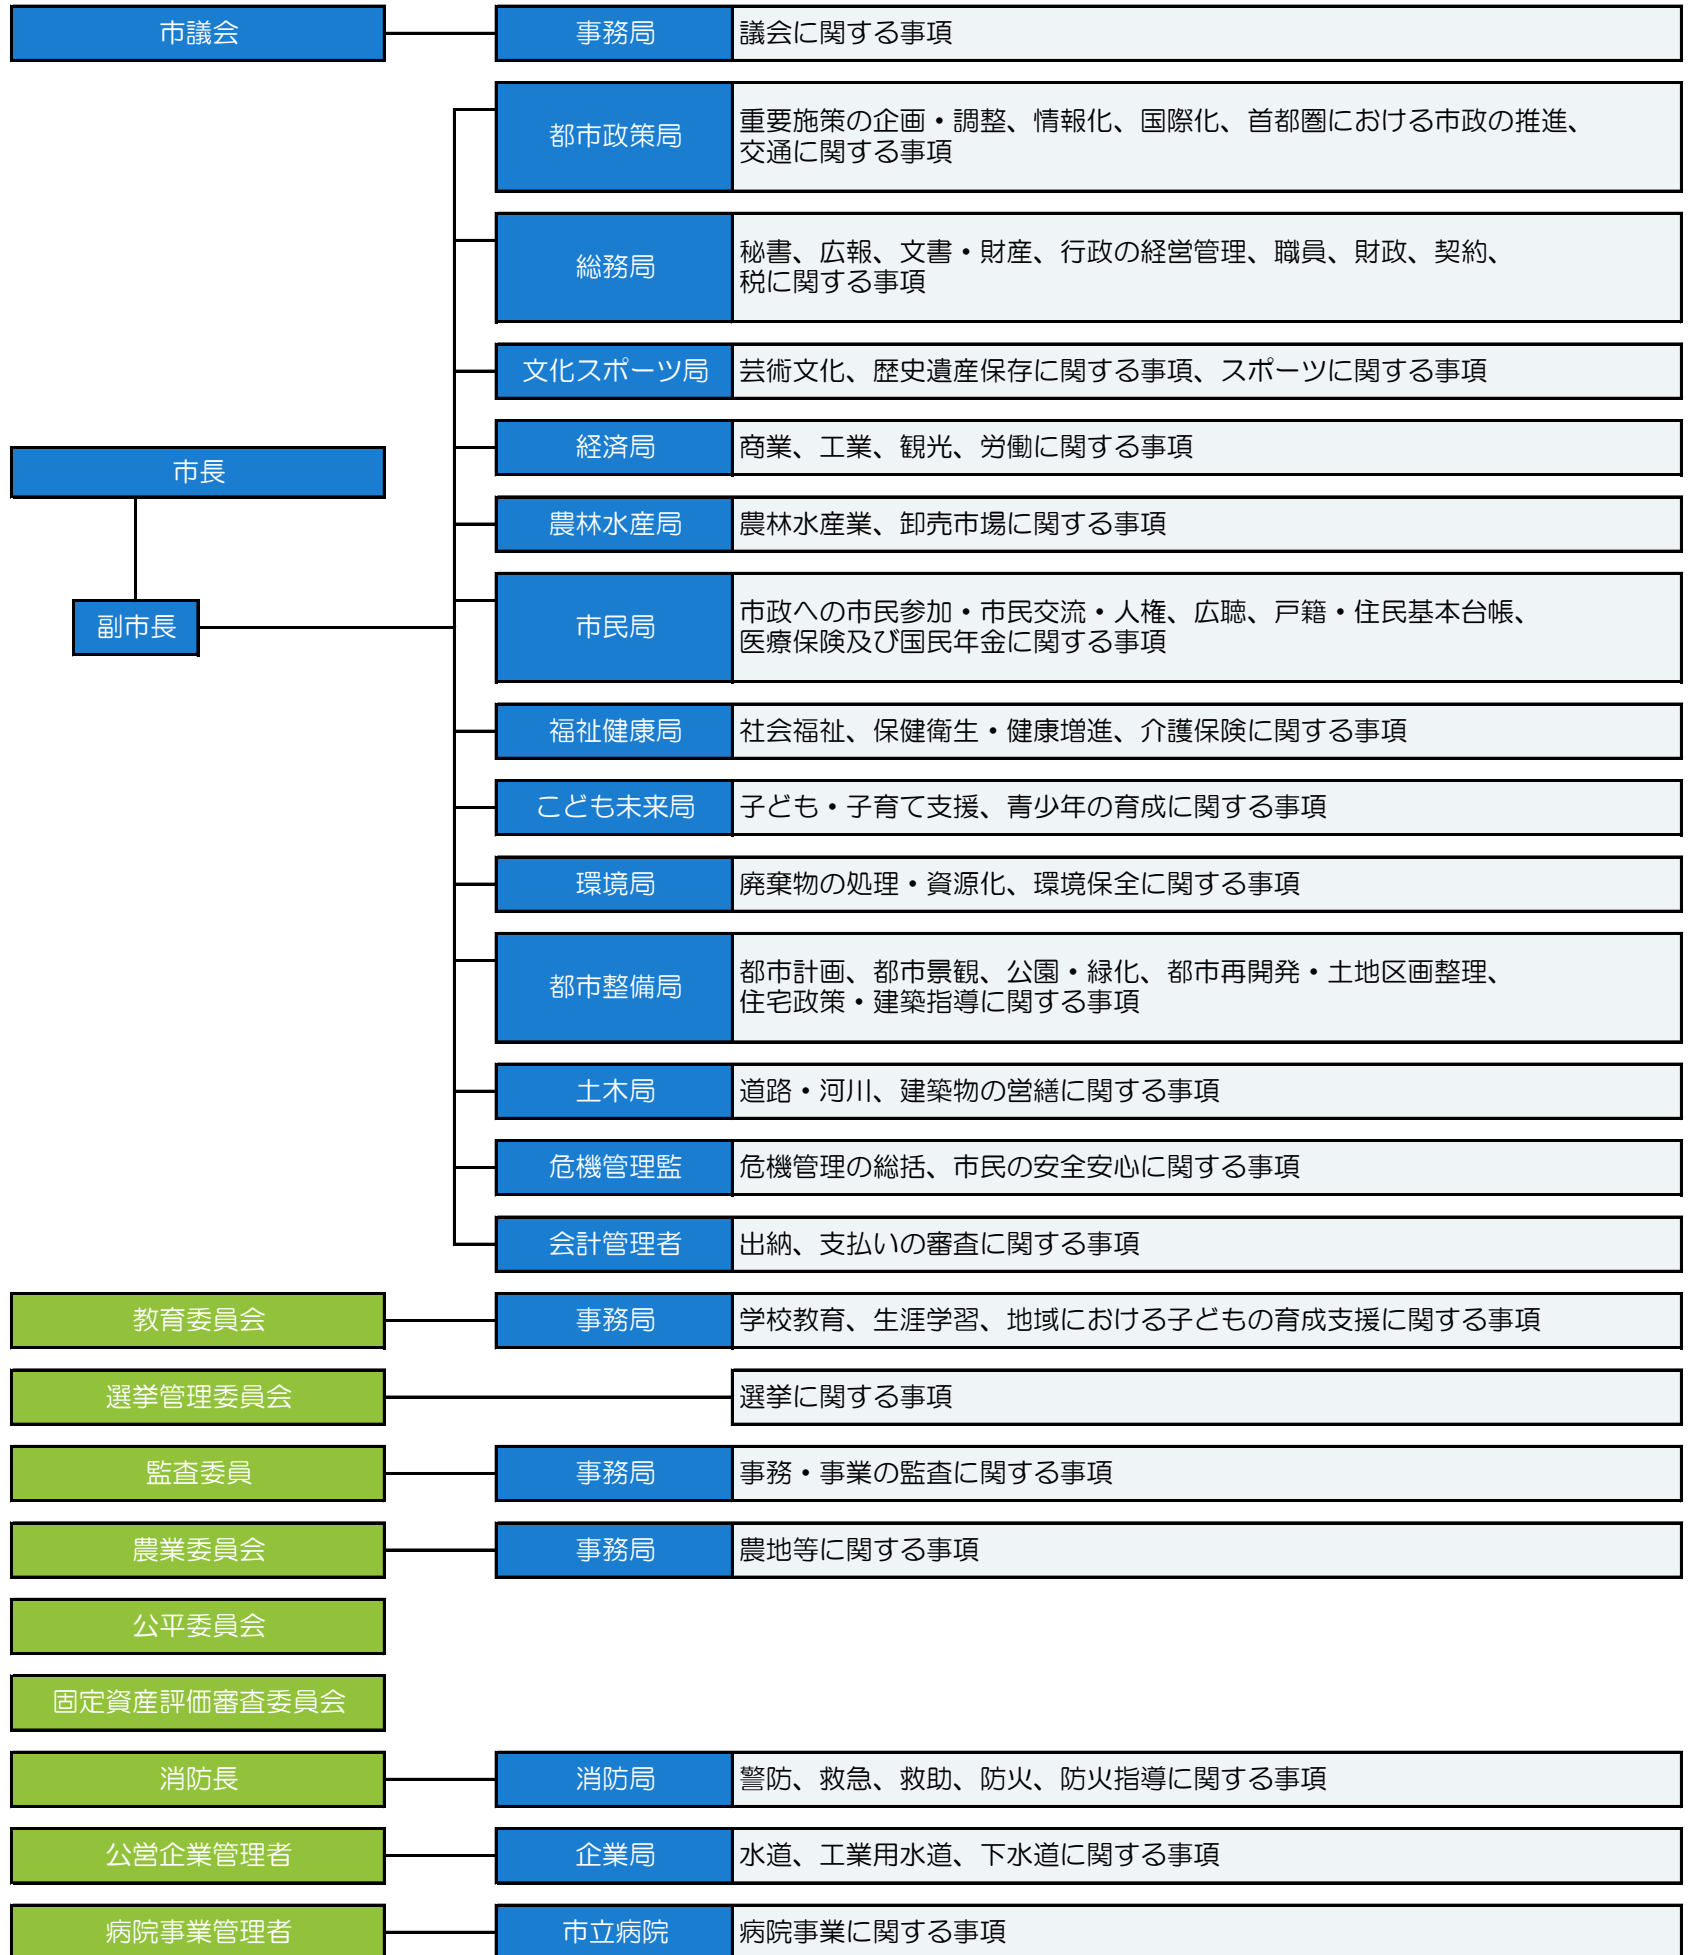 市議会
事務局
議会に関する事項
都市政策局
重要施策の企画・調整、情報化、国際化、首都圏における市政の推進、
交通に関する事項
総務局
秘書、広報、文書・財産、行政の経営管理、職員、財政、契約、
税に関する事項
文化スポーツ局
芸術文化、歴史遺産保存に関する事項、スポーツに関する事項
経済局
商業、工業、観光、労働に関する事項
市長
農林水産局
農林水産業、卸売市場に関する事項
副市長
市民局
市政への市民参加・市民交流・人権、広聴、戸籍・住民基本台帳、
医療保険及び国民年金に関する事項
福祉健康局
社会福祉、保健衛生・健康増進、介護保険に関する事項
こども未来局
子ども・子育て支援、青少年の育成に関する事項
環境局
廃棄物の処理・資源化、環境保全に関する事項
都市整備局
都市計画、都市景観、公園・緑化、都市再開発・土地区画整理、
住宅政策・建築指導に関する事項
土木局
道路・河川、建築物の営繕に関する事項
危機管理監
危機管理の総括、市民の安全安心に関する事項
会計管理者
出納、支払いの審査に関する事項
教育委員会
事務局
学校教育、生涯学習、地域における子どもの育成支援に関する事項
選挙管理委員会
選挙に関する事項
監査委員
事務局
事務・事業の監査に関する事項
農業委員会
事務局
農地等に関する事項
公平委員会
固定資産評価審査委員会
消防長
消防局
警防、救急、救助、防火、防火指導に関する事項
公営企業管理者
企業局
水道、工業用水道、下水道に関する事項
病院事業管理者
市立病院
病院事業に関する事項